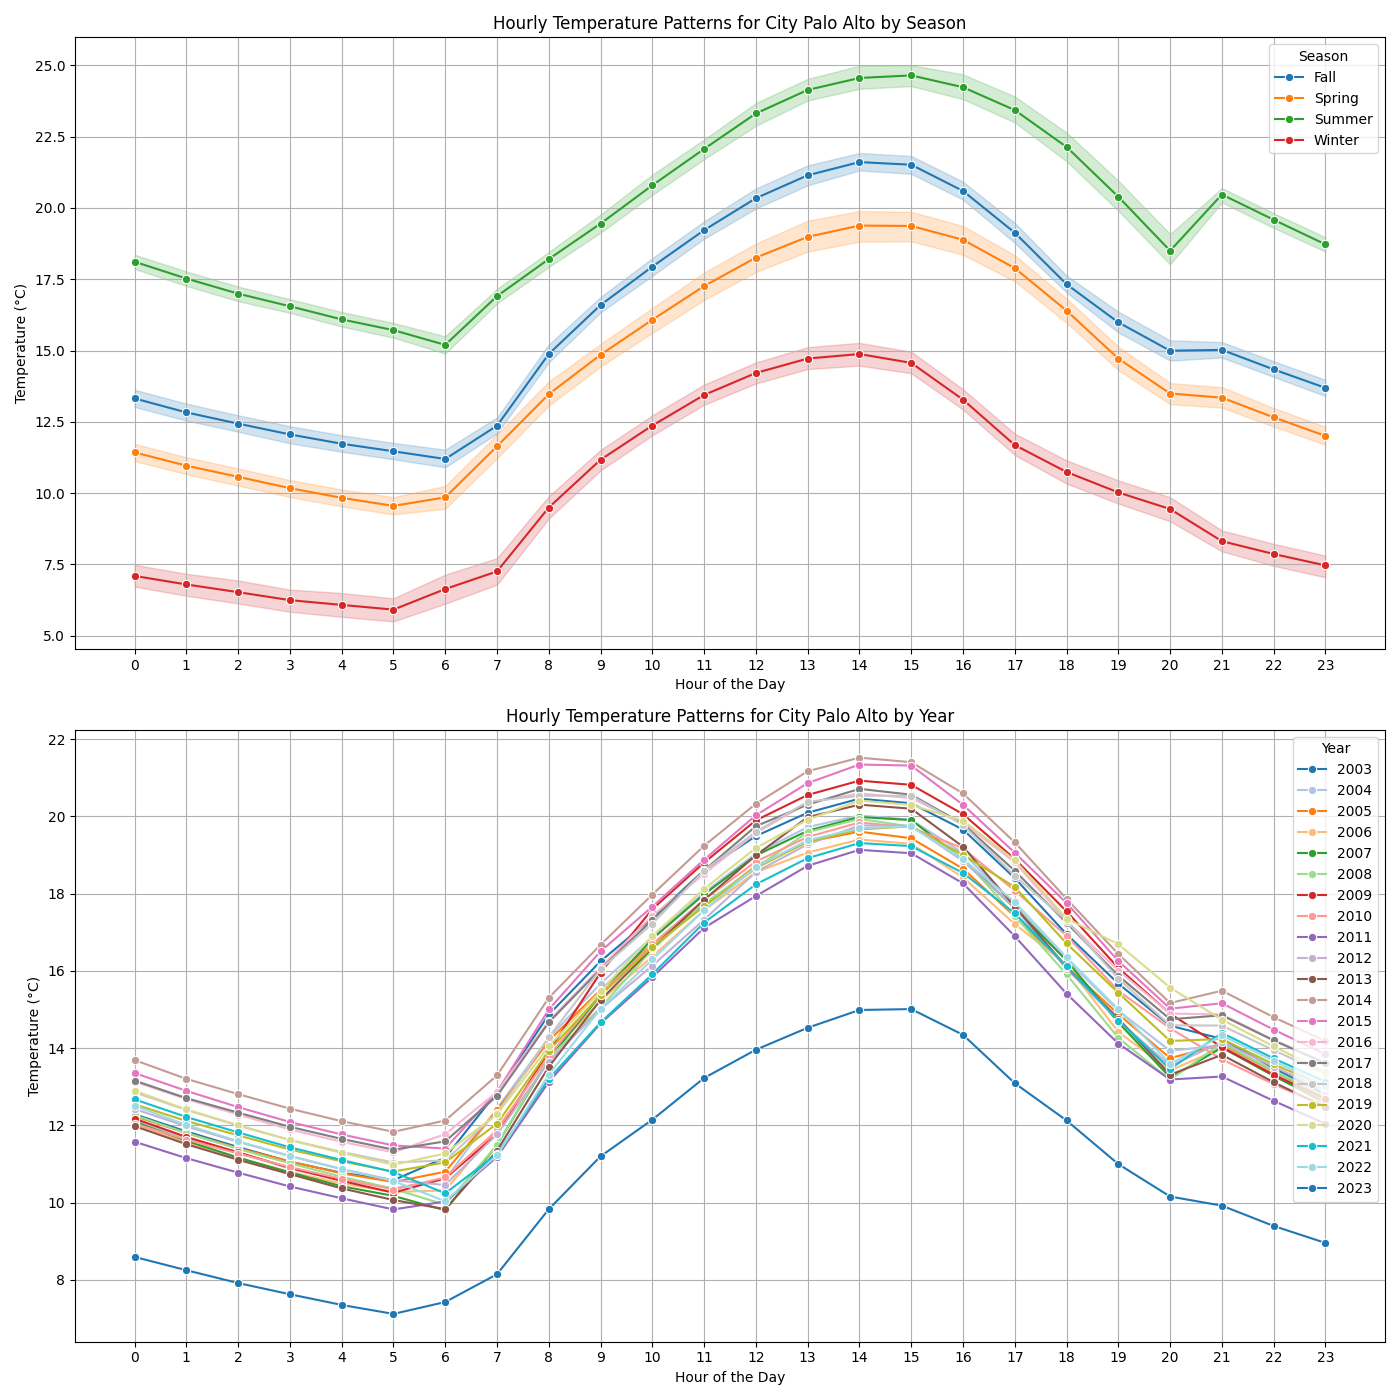 Hourly Temperature Patterns for City Palo Alto by Season
Temperature (°C)
25.0
22.5
20.0
17.5
15.0
12.5
10.0
7.5
5.0
Season
Fall
Spring
Summer
Winter
0 1 2 3 4 5 6 7 8 9 10 11 12 13 14 15 16 17 18 19 20 21 22 23
Hour of the Day
Hourly Temperature Patterns for City Palo Alto by Year
Temperature (°C)
22
20
18
16
14
12
10
8
Year
2003
2004
2005
2006
2007
2008
2009
2010
2011
2012
2013
2014
2015
2016
2017
2018
2019
2020
2021
2022
2023
0 1 2 3 4 5 6 7 8 9 10 11 12 13 14 15 16 17 18 19 20 21 22 23
Hour of the Day